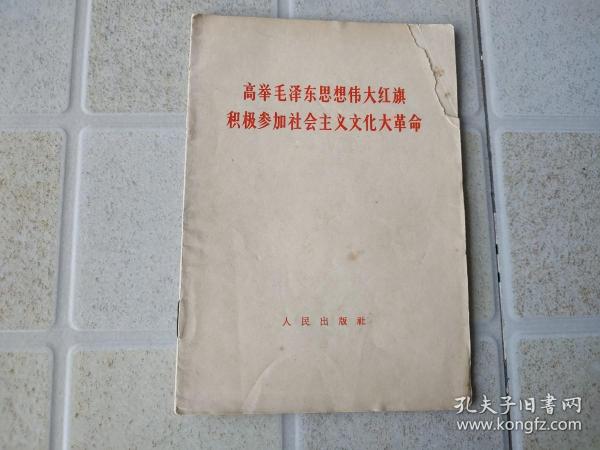 高举毛泽东思想伟大红旗
积极参加社会主义文化大革命
人民出版社
孔夫子旧书网
www.kongfz.com